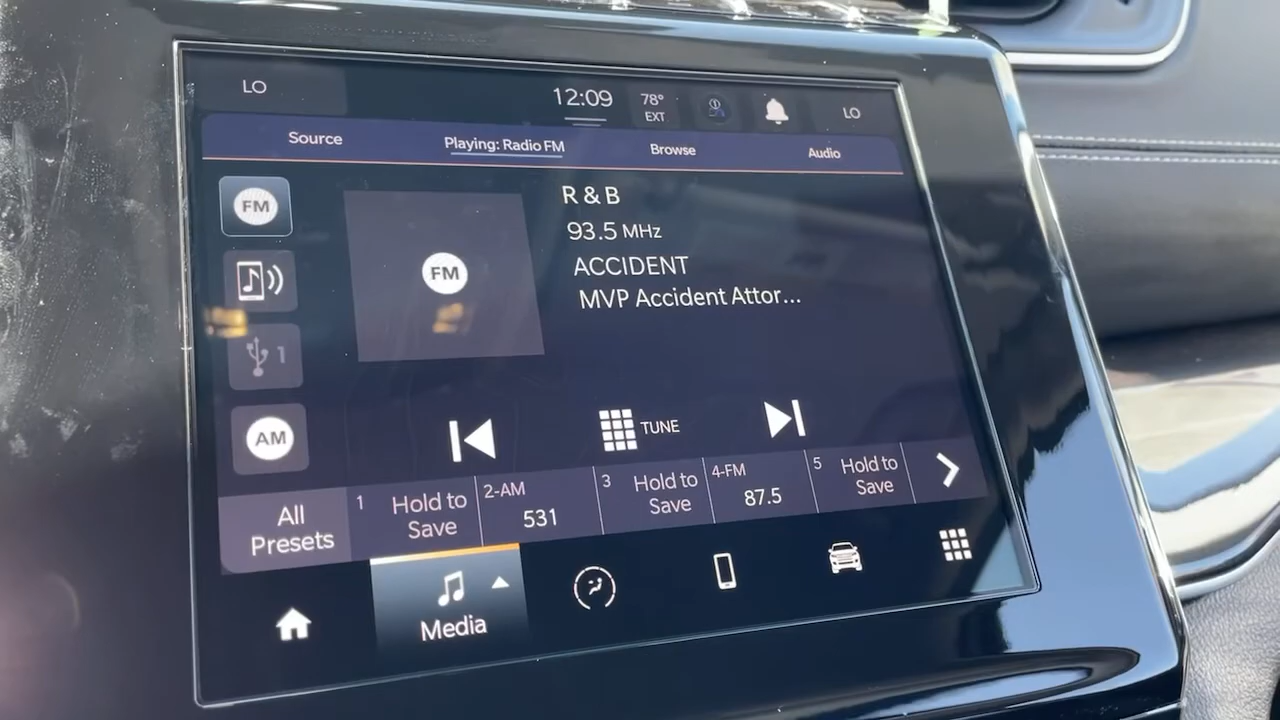 LO
12:09
78°
EXT
LO
Source
Playing: Radio FM
Browse
Audio
FM
FM
1
AM
R & B
93.5 MHz
ACCIDENT
MVP Accident Attor...
TUNE
All
Presets
1
Hold to
Save
2-AM
531
3
Hold to
Save
4-FM
87.5
5
Hold to
Save
Media